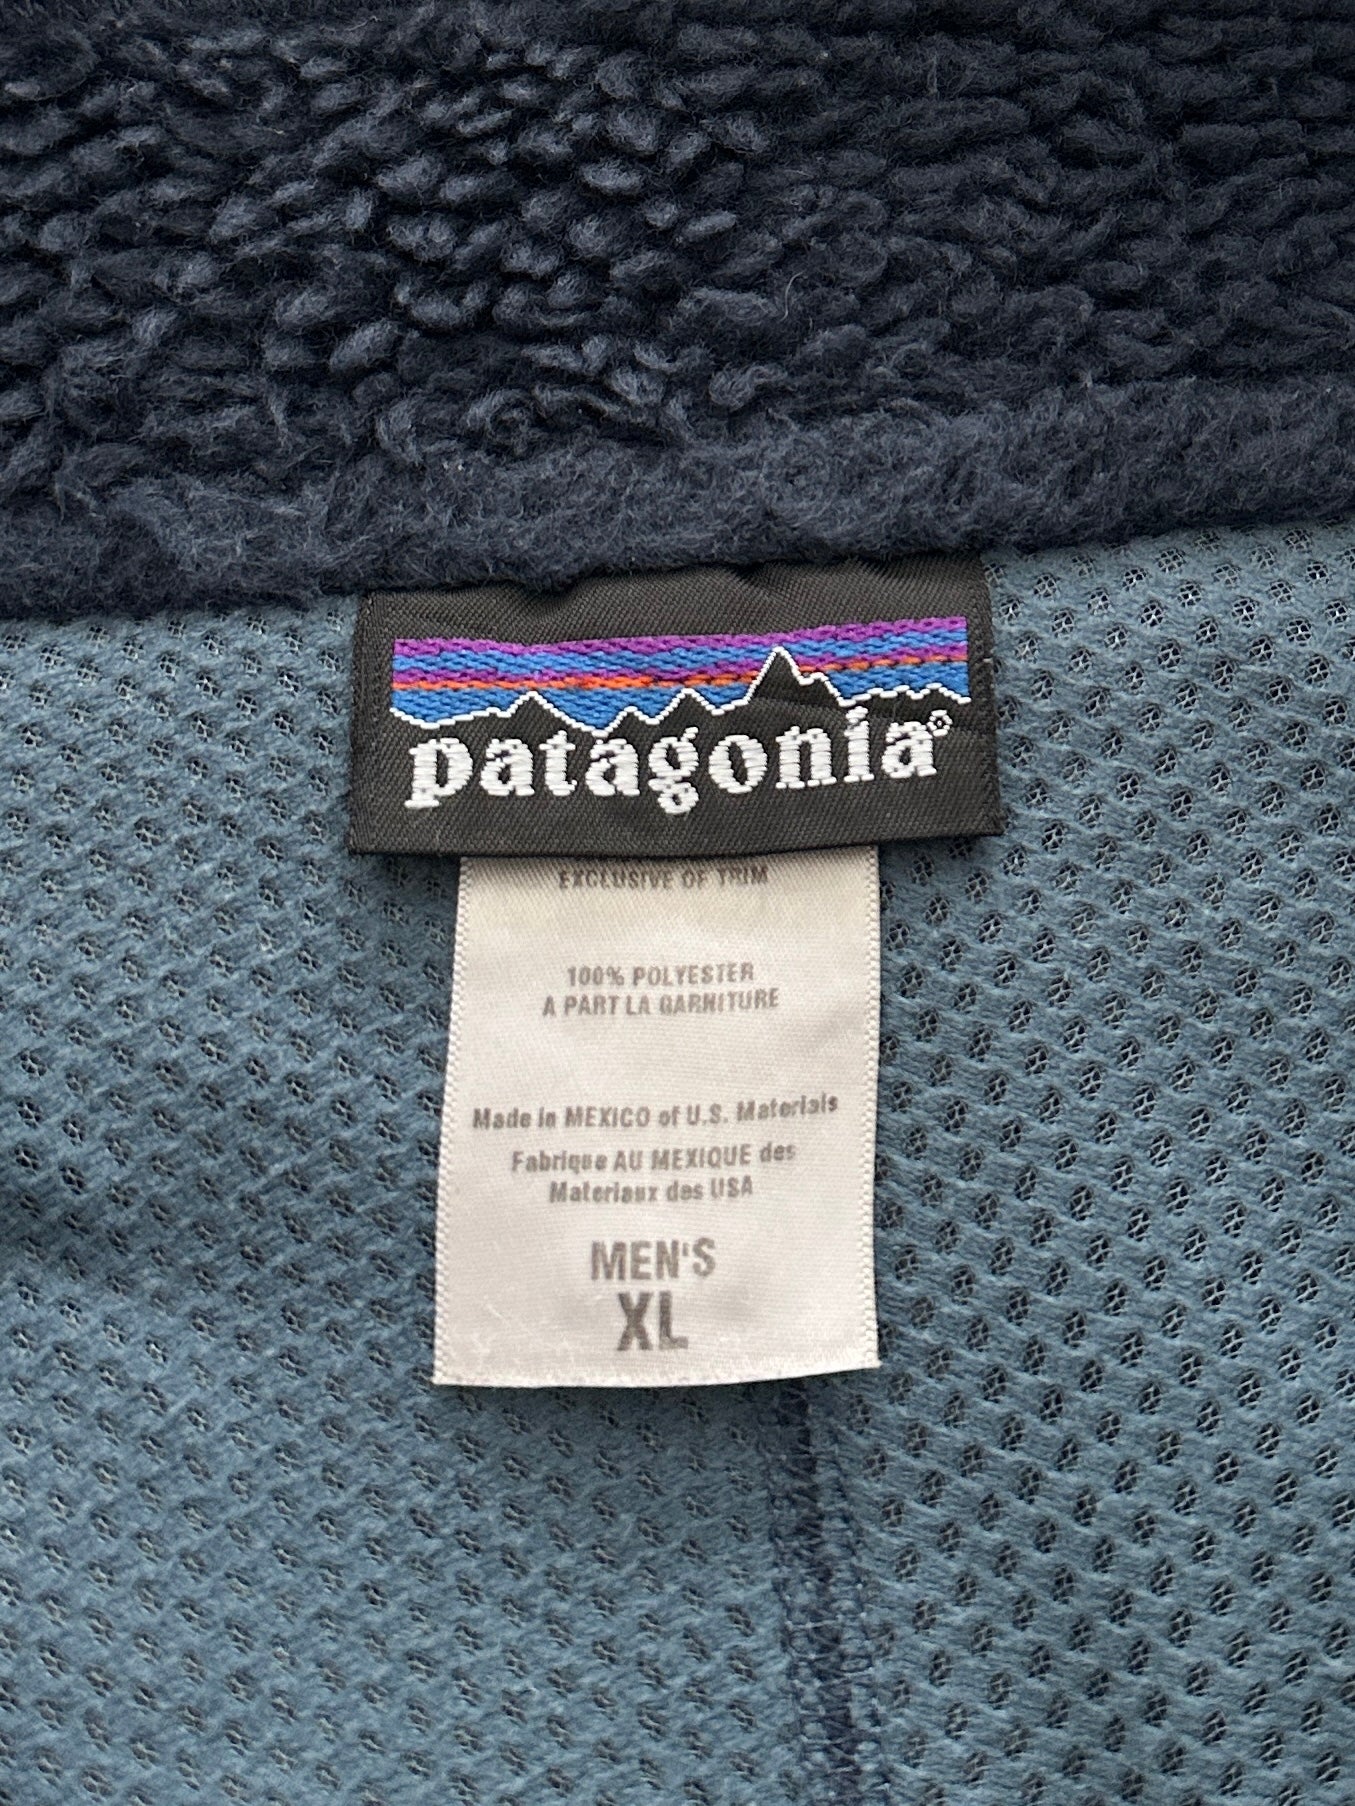 patagonia®
EXCLUSIVE OF TRIM
100% POLYESTER
A PART LA GARNITURE
Made in MEXICO of U.S. Materials
Fabrique AU MEXIQUE des
Materiaux des USA
MEN'S
XL